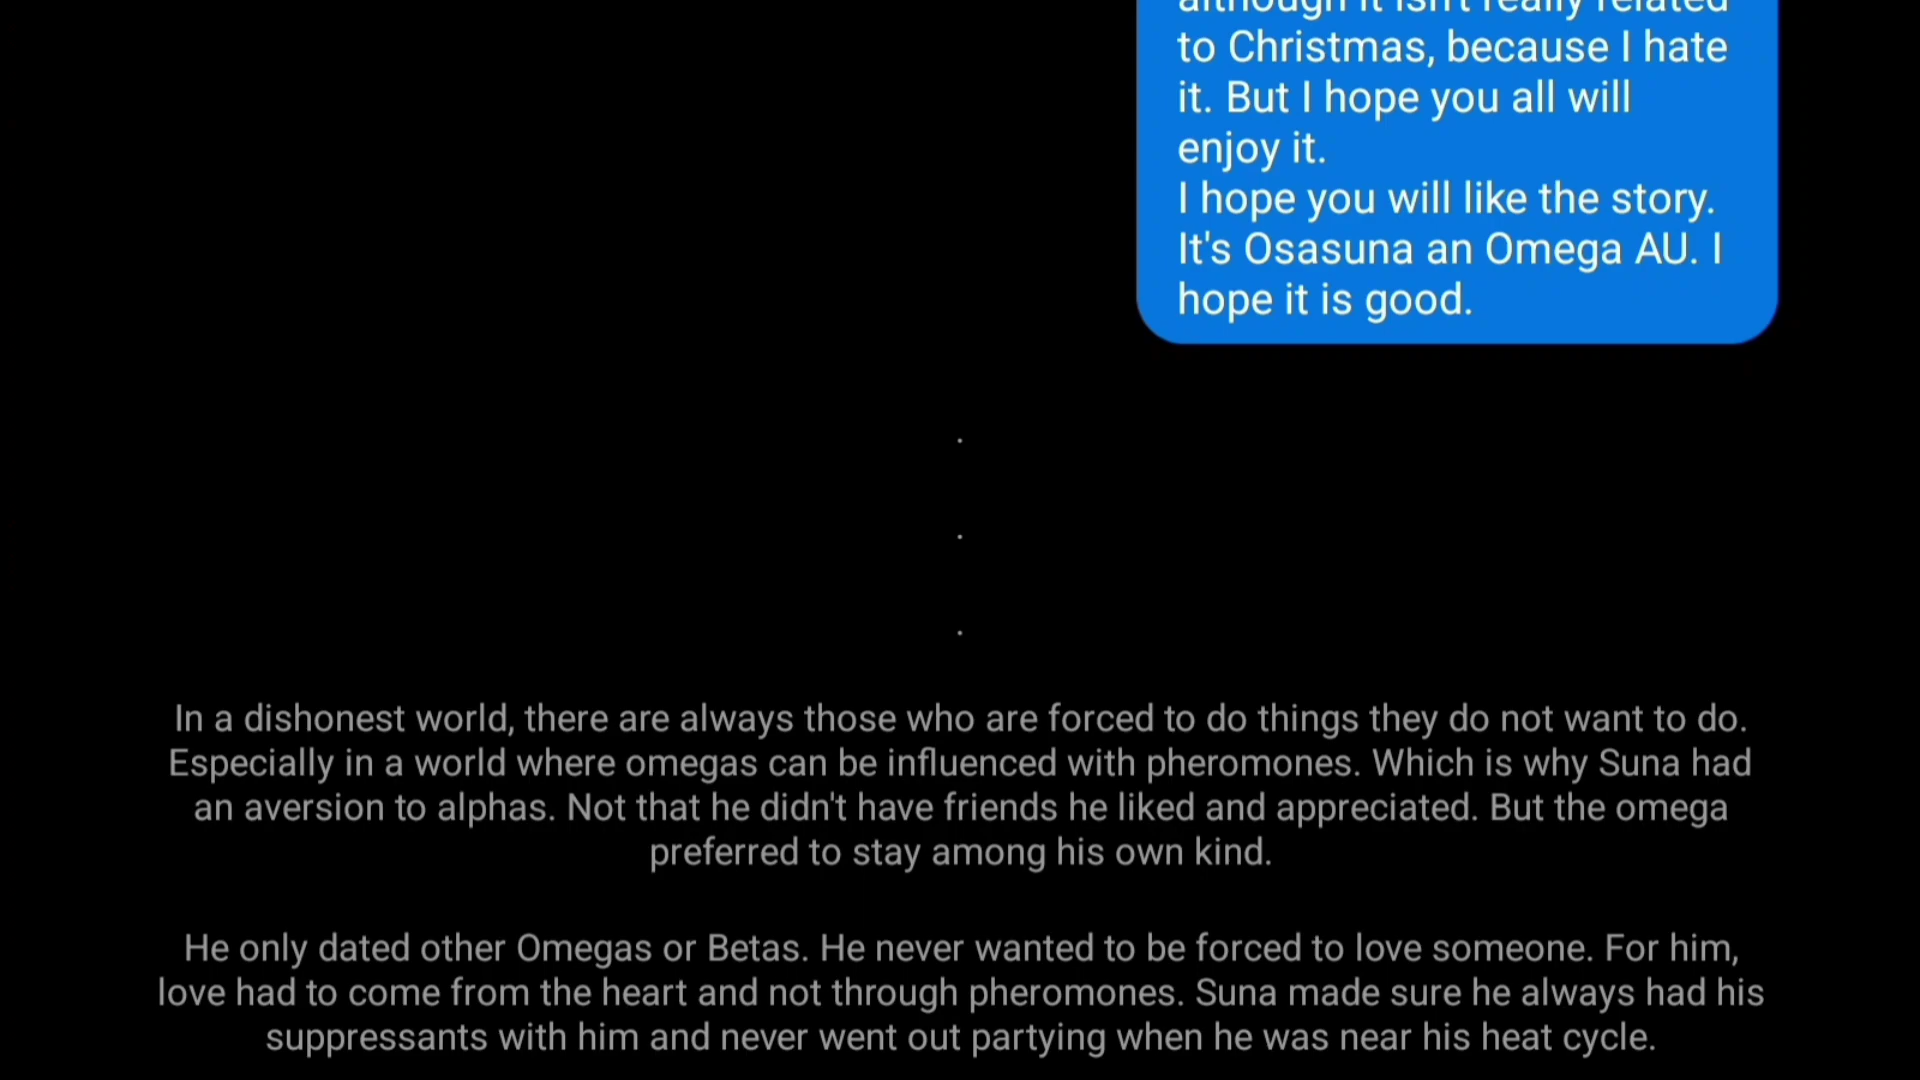 although it isn't really related
to Christmas, because I hate
it. But I hope you all will
enjoy it.
I hope you will like the story.
It's Osasuna an Omega AU. I
hope it is good.
.
.
.
In a dishonest world, there are always those who are forced to do things they do not want to do.
Especially in a world where omegas can be influenced with pheromones. Which is why Suna had
an aversion to alphas. Not that he didn't have friends he liked and appreciated. But the omega
preferred to stay among his own kind.
He only dated other Omegas or Betas. He never wanted to be forced to love someone. For him,
love had to come from the heart and not through pheromones. Suna made sure he always had his
suppressants with him and never went out partying when he was near his heat cycle.